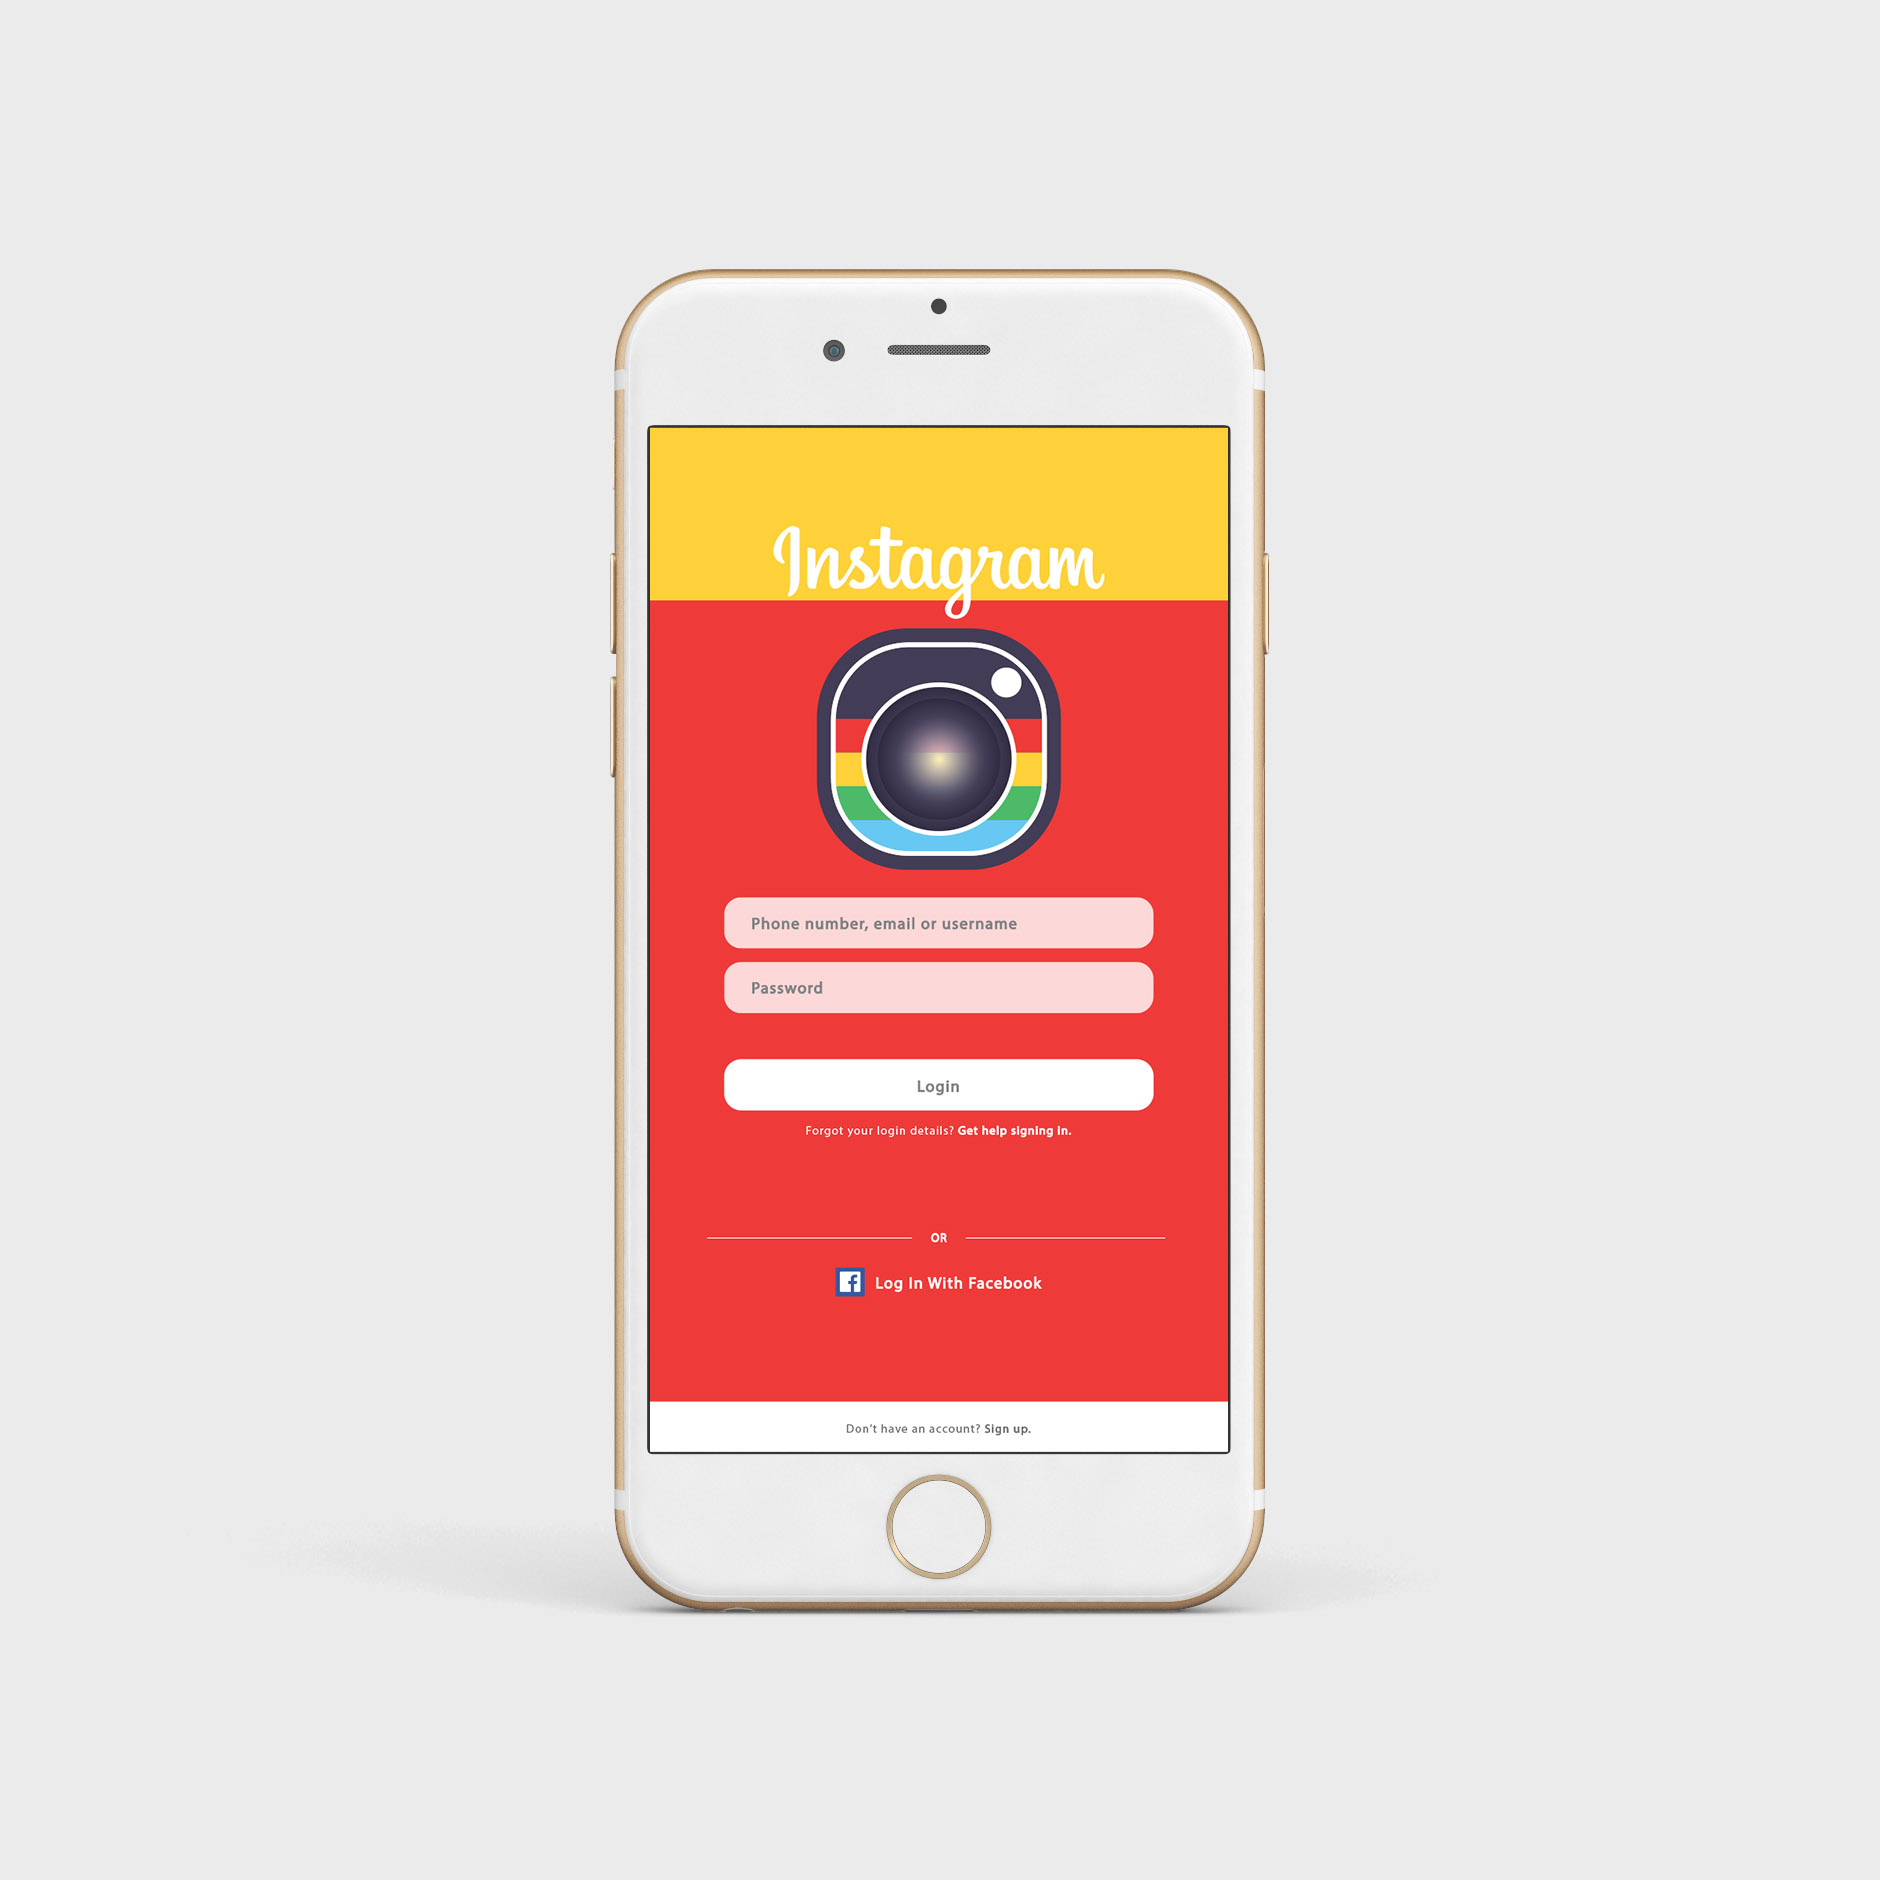 Instagram
Phone number, email or username
Password
Login
Forgot your login details? Get help signing in.
OR
Log In With Facebook
Don't have an account? Sign up.